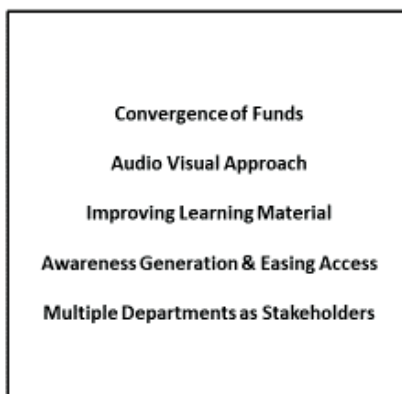 Convergence of Funds
Audio Visual Approach
Improving Learning Material
Awareness Generation & Easing Access
Multiple Departments as Stakeholders